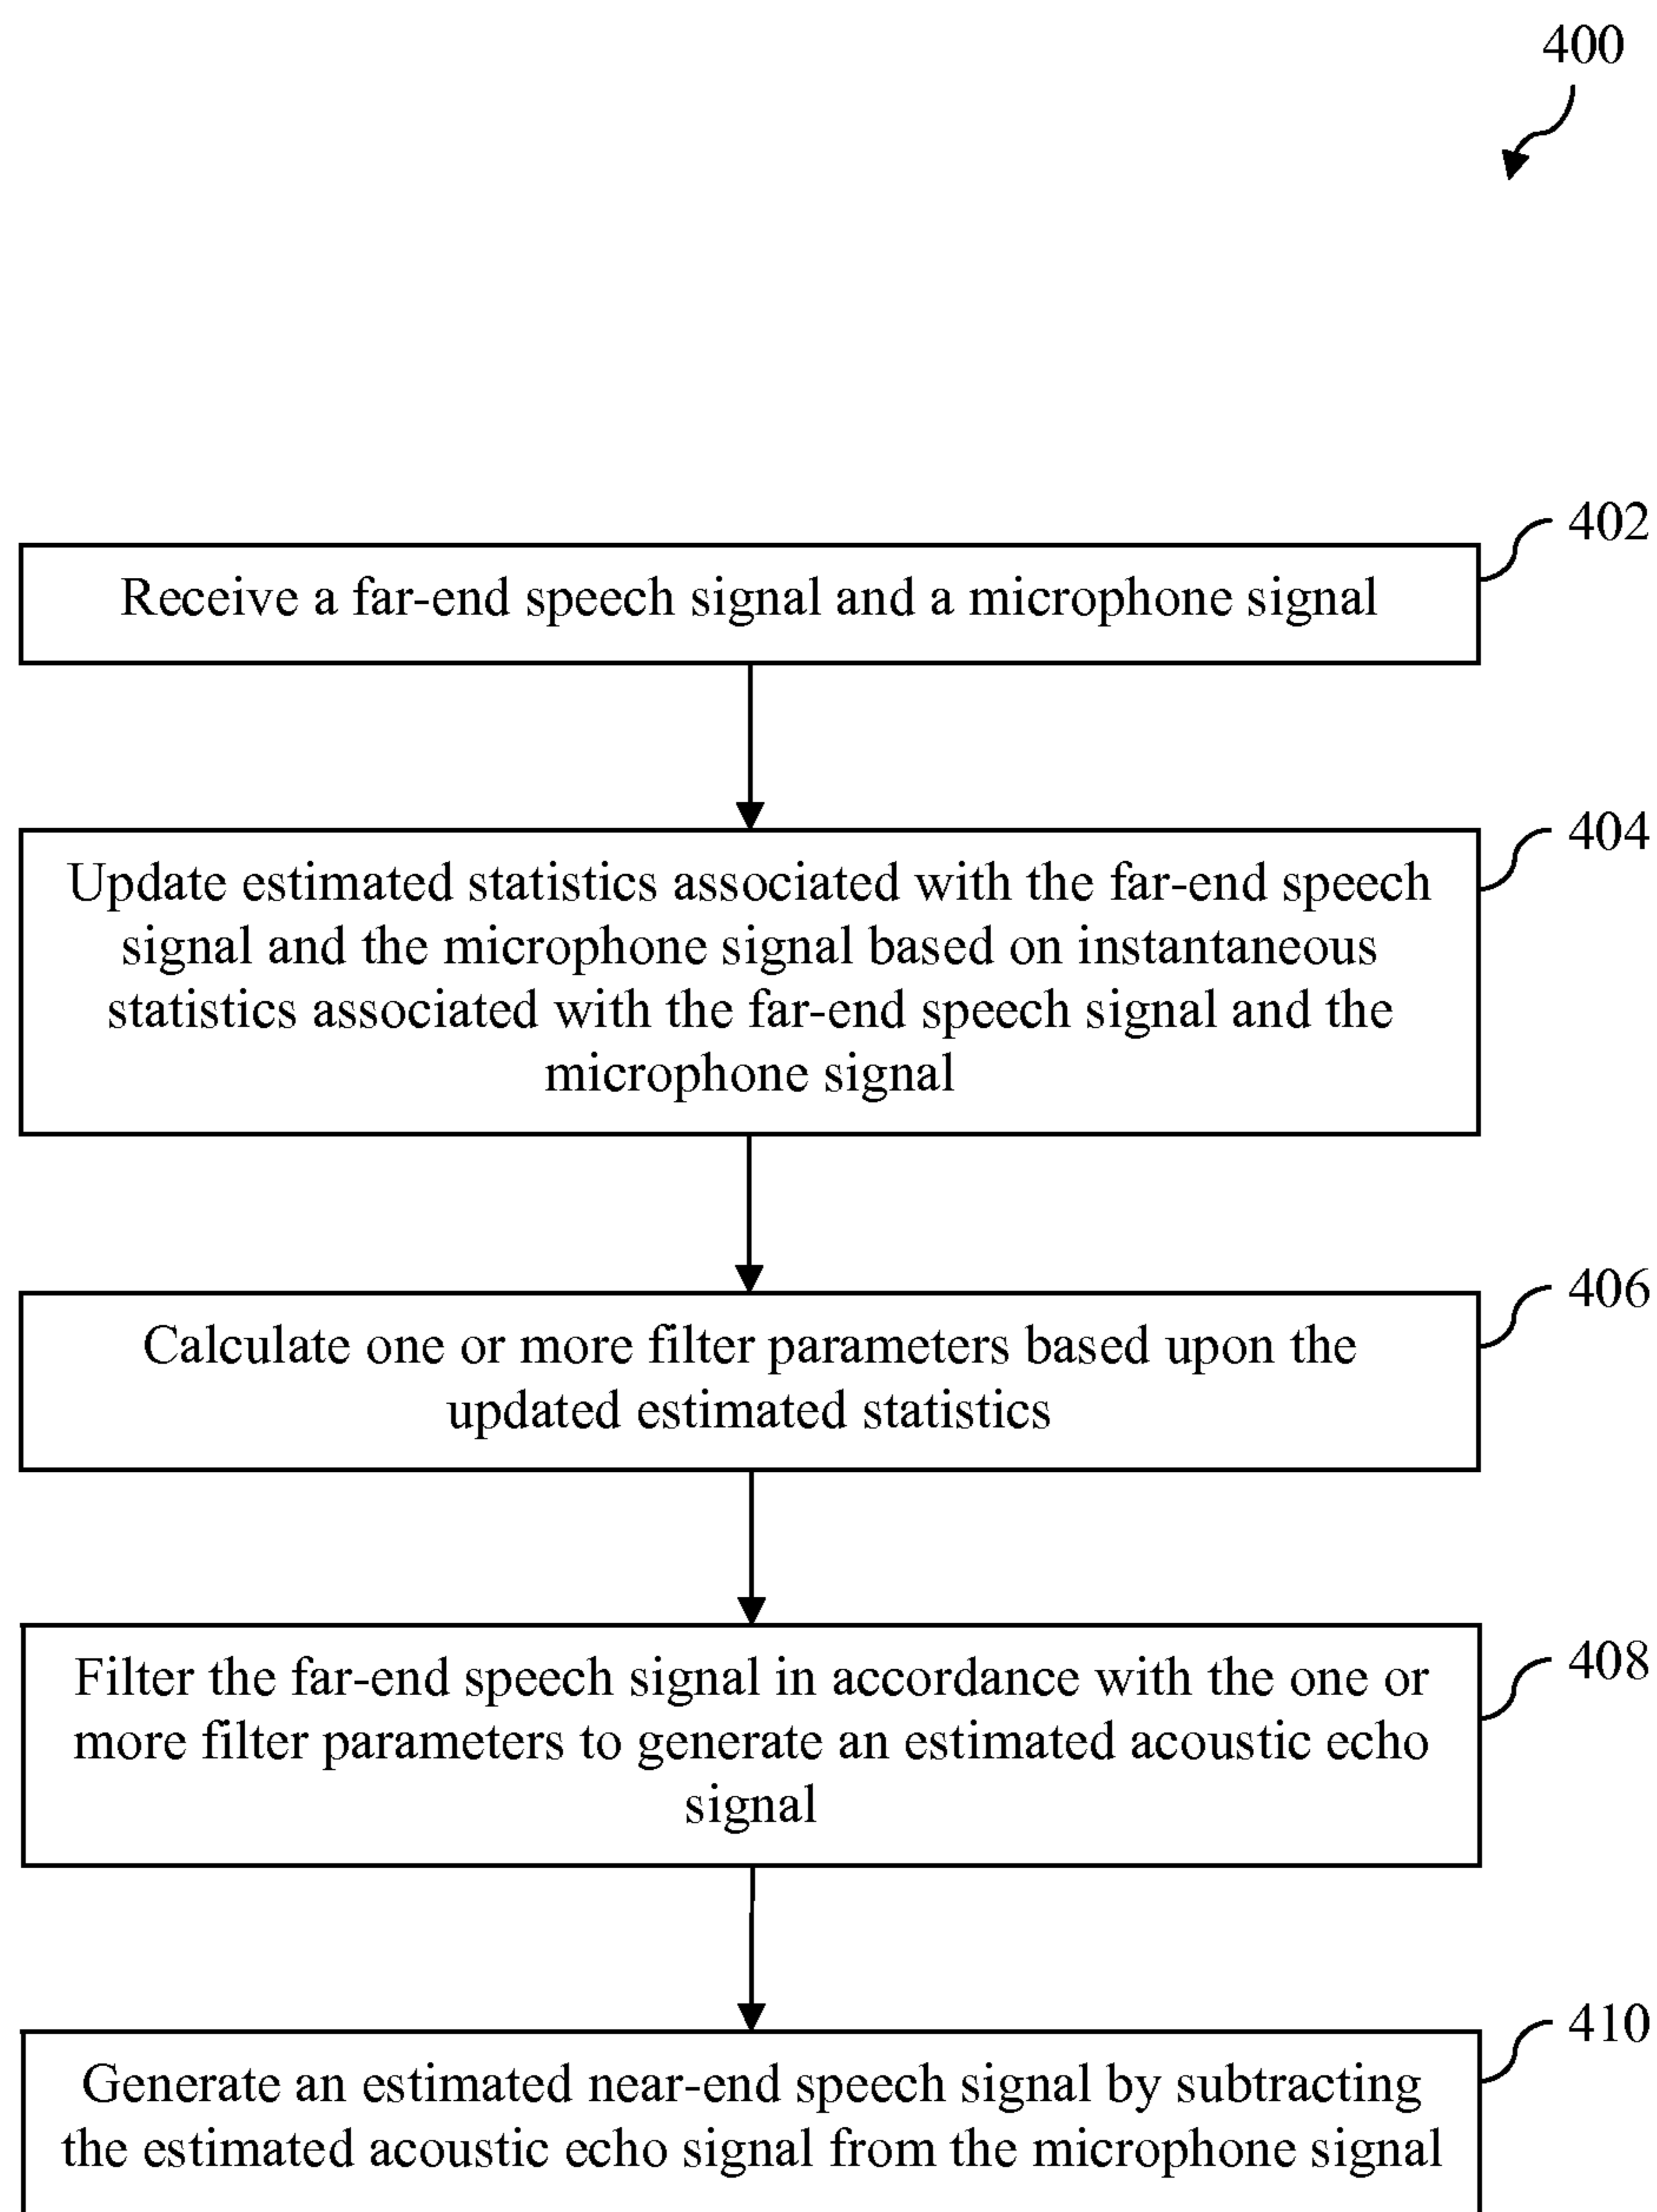 400
402
Receive a far-end speech signal and a microphone signal
404
Update estimated statistics associated with the far-end speech
signal and the microphone signal based on instantaneous
statistics associated with the far-end speech signal and the
microphone signal
406
Calculate one or more filter parameters based upon the
updated estimated statistics
408
Filter the far-end speech signal in accordance with the one or
more filter parameters to generate an estimated acoustic echo
signal
410
Generate an estimated near-end speech signal by subtracting
the estimated acoustic echo signal from the microphone signal